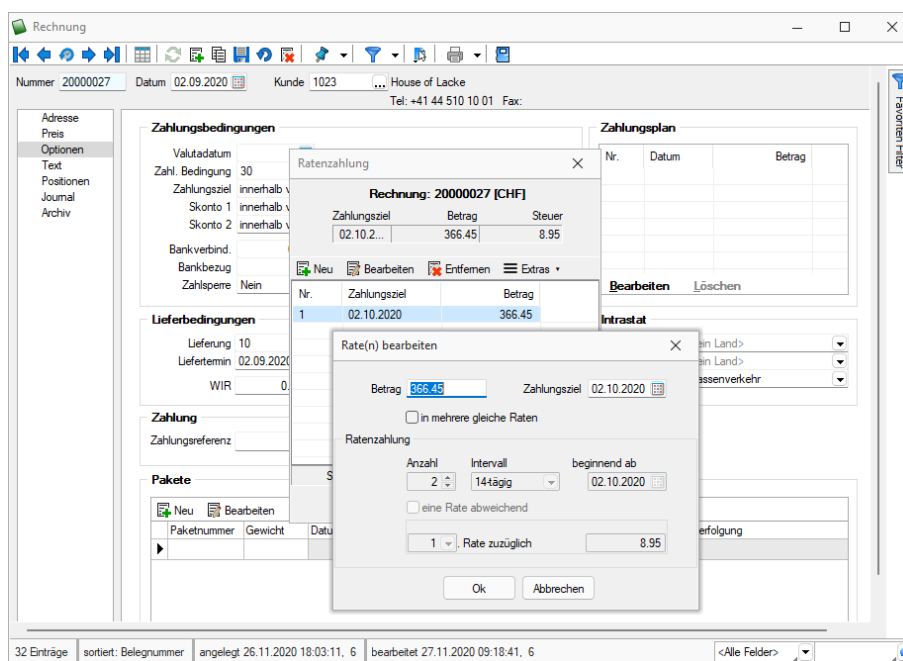 Rechnung
Nummer 20000027 Datum 02.09.2020 Kunde 1023 ... House of Lacke
Tel: +41 44 510 10 01 Fax:
Favoriten Filter
Adresse
Preis
Optionen
Text
Positionen
Journal
Archiv
Zahlungsbedingungen
Valutadatum
Zahl. Bedingung 30
Zahlungsziel innerhalb
Skonto 1 innerhalb
Skonto 2 innerhalb
Bankverbind.
Bankbezug
Zahlsperre Nein
Zahlungsplan
Nr. Datum Betrag
Bearbeiten Löschen
Lieferbedingungen
Lieferung 10
Liefertermin 02.09.2020
WIR 0.
Intrastat
Land>
Land>
Zahlung
Zahlungsreferenz
Pakete
Neu Bearbeiten
Paketnummer Gewicht
Ratenzahlung
Rechnung: 20000027 [CHF]
Zahlungsziel Betrag Steuer
02.10.2... 366.45 8.95
Neu Bearbeiten Entfernen Extras
Nr. Zahlungsziel Betrag
1 02.10.2020 366.45
Rate(n) bearbeiten
Betrag 366.45 Zahlungsziel 02.10.2020
in mehrere gleiche Raten
Ratenzahlung
Anzahl Intervall beginnend ab
2 14-tägig 02.10.2020
eine Rate abweichend
1 . Rate zuzüglich 8.95
Ok Abbrechen
32 Einträge sortiert: Belegnummer angelegt 26.11.2020 18:03:11, 6 bearbeitet 27.11.2020 09:18:41, 6 <Alle Felder>